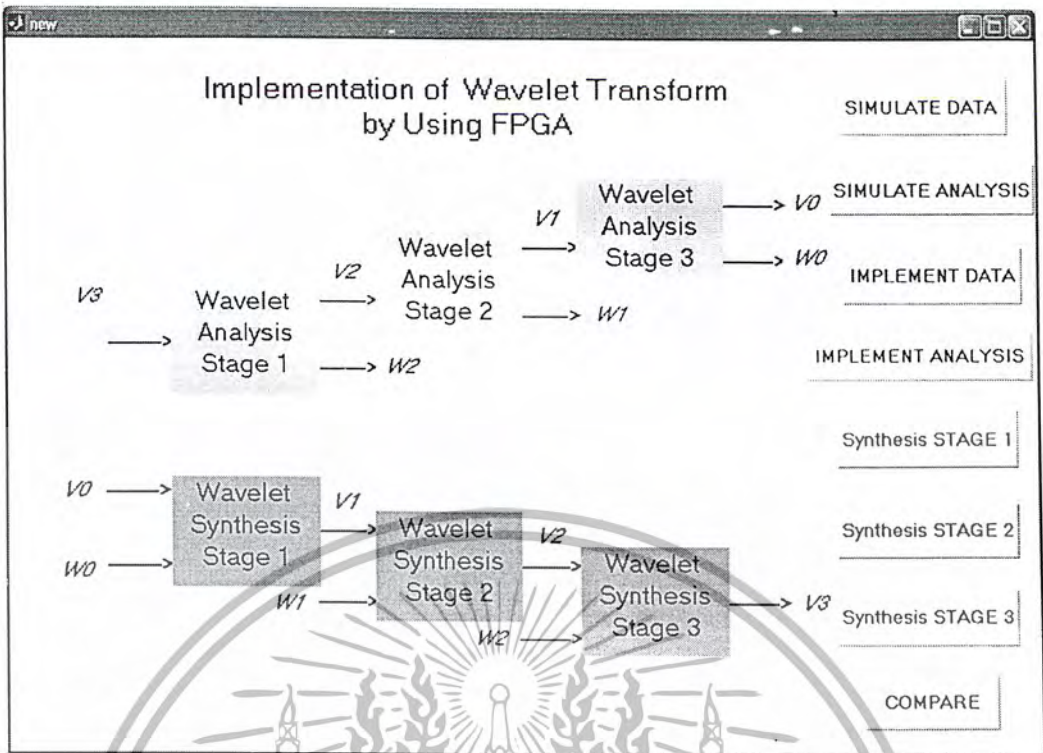 new
Implementation of Wavelet Transform
by Using FPGA
V3
Wavelet
Analysis
Stage 1
V2
W2
Wavelet
Analysis
Stage 2
V1
W1
Wavelet
Analysis
Stage 3
V0
W0
V0
W0
Wavelet
Synthesis
Stage 1
V1
W1
Wavelet
Synthesis
Stage 2
V2
W2
Wavelet
Synthesis
Stage 3
V3
SIMULATE DATA
SIMULATE ANALYSIS
IMPLEMENT DATA
IMPLEMENT ANALYSIS
Synthesis STAGE 1
Synthesis STAGE 2
Synthesis STAGE 3
COMPARE